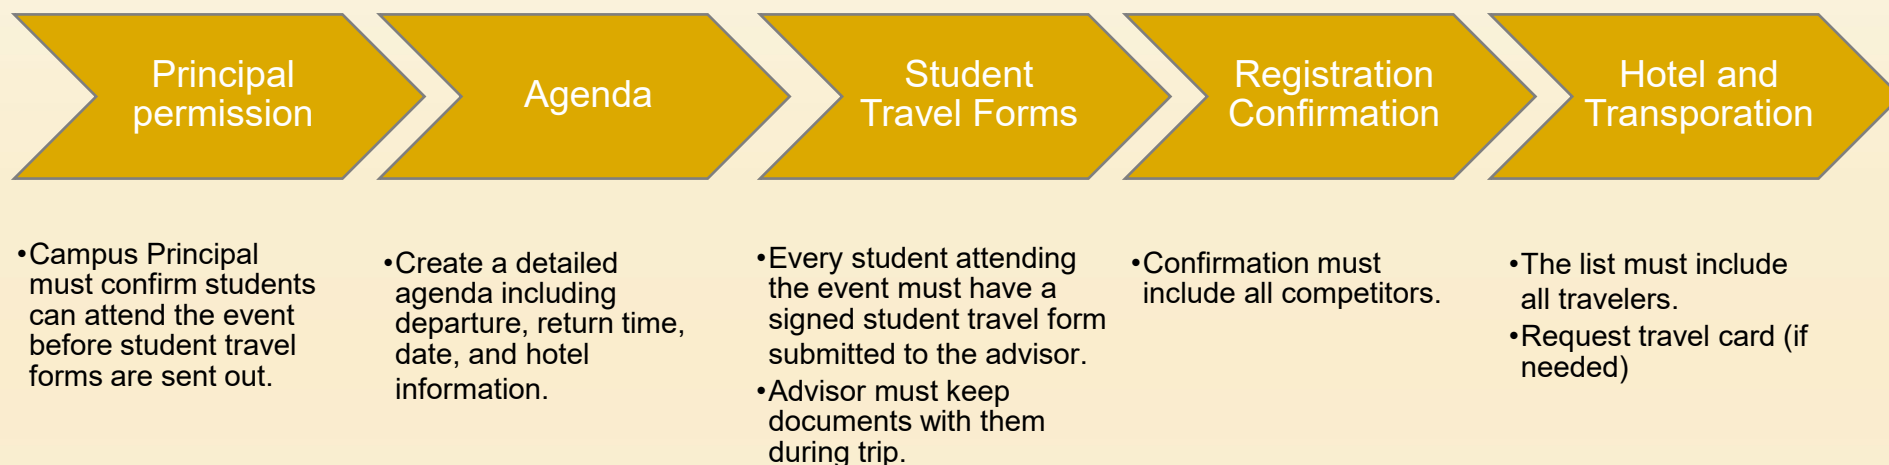 Principal
permission
Agenda
Student
Travel Forms
Registration
Confirmation
Hotel and
Transporation
•Campus Principal
must confirm students
can attend the event
before student travel
forms are sent out.
•Create a detailed
agenda including
departure, return time,
date, and hotel
information.
•Every student attending
the event must have a
signed student travel form
submitted to the advisor.
•Advisor must keep
documents with them
during trip.
•Confirmation must
include all competitors.
•The list must include
all travelers.
•Request travel card (if
needed)